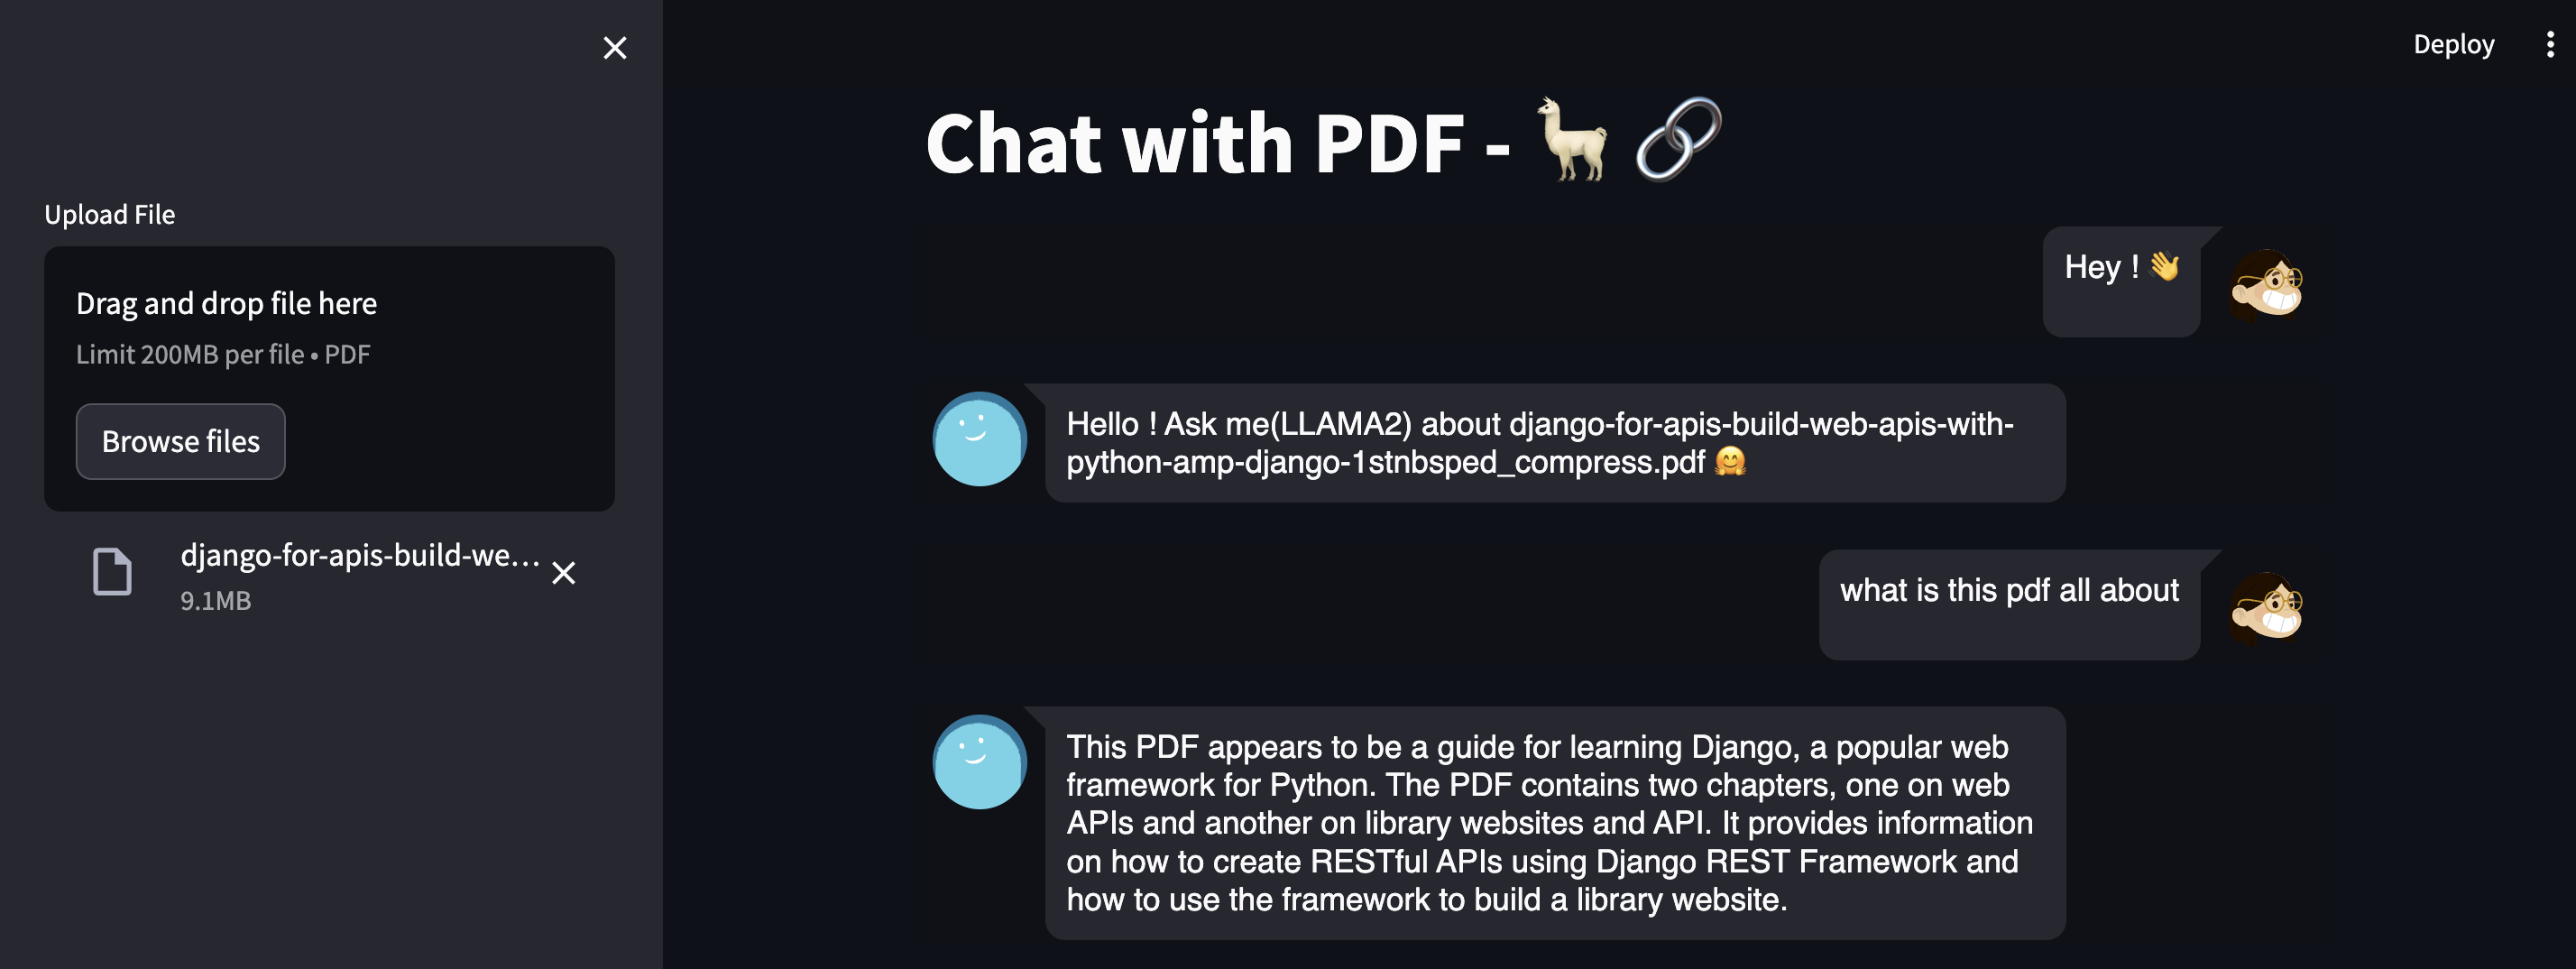 Deploy
Chat with PDF - 🦙 🔗
Upload File
Drag and drop file here
Limit 200MB per file • PDF
Browse files
django-for-apis-build-we...
9.1MB
Hey ! 👋
Hello ! Ask me(LLAMA2) about django-for-apis-build-web-apis-with-
python-amp-django-1stnbsped_compress.pdf 🤗
what is this pdf all about
This PDF appears to be a guide for learning Django, a popular web
framework for Python. The PDF contains two chapters, one on web
APIs and another on library websites and API. It provides information
on how to create RESTful APIs using Django REST Framework and
how to use the framework to build a library website.